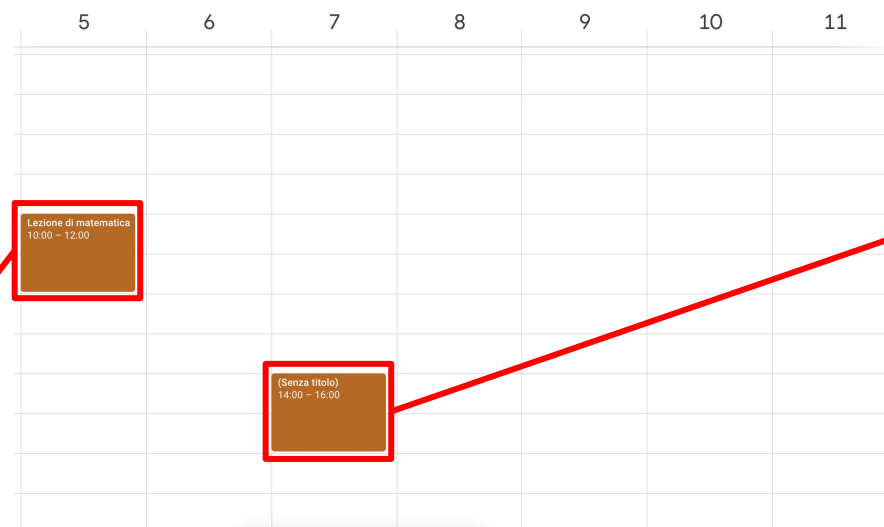 5 6 7 8 9 10 11
Lezione di matematica
10:00 – 12:00
(Senza titolo)
14:00 – 16:00